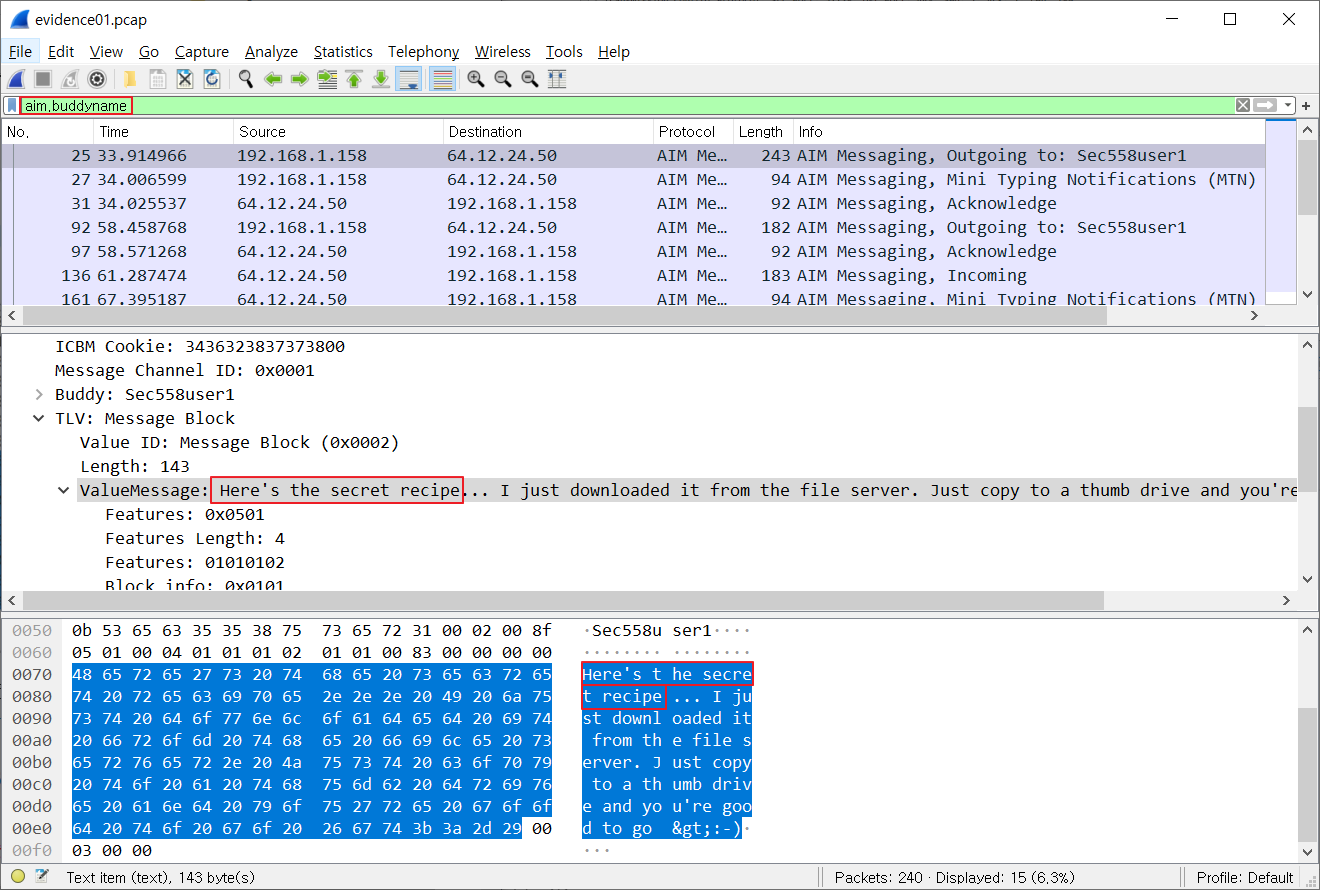 evidence01.pcap
File Edit View Go Capture Analyze Statistics Telephony Wireless Tools Help
aim.buddyname
No. Time Source Destination Protocol Length Info
25 33.914966 192.168.1.158 64.12.24.50 AIM Me… 243 AIM Messaging, Outgoing to: Sec558user1
27 34.006599 192.168.1.158 64.12.24.50 AIM Me… 94 AIM Messaging, Mini Typing Notifications (MTN)
31 34.025537 64.12.24.50 192.168.1.158 AIM Me… 92 AIM Messaging, Acknowledge
92 58.458768 192.168.1.158 64.12.24.50 AIM Me… 182 AIM Messaging, Outgoing to: Sec558user1
97 58.571268 64.12.24.50 192.168.1.158 AIM Me… 92 AIM Messaging, Acknowledge
136 61.287474 64.12.24.50 192.168.1.158 AIM Me… 183 AIM Messaging, Incoming
161 67.395187 64.12.24.50 192.168.1.158 AIM Me… 94 AIM Messaging, Mini Typing Notifications (MTN)
ICBM Cookie: 3436323837373800
Message Channel ID: 0x0001
Buddy: Sec558user1
TLV: Message Block
Value ID: Message Block (0x0002)
Length: 143
ValueMessage: Here's the secret recipe... I just downloaded it from the file server. Just copy to a thumb drive and you're
Features: 0x0501
Features Length: 4
Features: 01010102
Block info: 0x0101
0050 0b 53 65 63 35 35 38 75 73 65 72 31 00 02 00 8f ·Sec558u ser1····
0060 05 01 00 04 01 01 01 02 01 01 00 83 00 00 00 00 ········ ········
0070 48 65 72 65 27 73 20 74 68 65 20 73 65 63 72 65 Here's t he secre
0080 74 20 72 65 63 69 70 65 2e 2e 2e 20 49 20 6a 75 t recipe ... I ju
0090 73 74 20 64 6f 77 6e 6c 6f 61 64 65 64 20 69 74 st downl oaded it
00a0 20 66 72 6f 6d 20 74 68 65 20 66 69 6c 65 20 73 from th e file s
00b0 65 72 76 65 72 2e 20 4a 75 73 74 20 63 6f 70 79 erver. J ust copy
00c0 20 74 6f 20 61 20 74 68 75 6d 62 20 64 72 69 76 to a th umb driv
00d0 65 20 61 6e 64 20 79 6f 75 27 72 65 20 67 6f 6f e and yo u're goo
00e0 64 20 74 6f 20 67 6f 20 26 67 74 3b 3a 2d 29 00 d to go &gt;:-)·
00f0 03 00 00 ···
Text item (text), 143 byte(s) Packets: 240 · Displayed: 15 (6.3%) Profile: Default